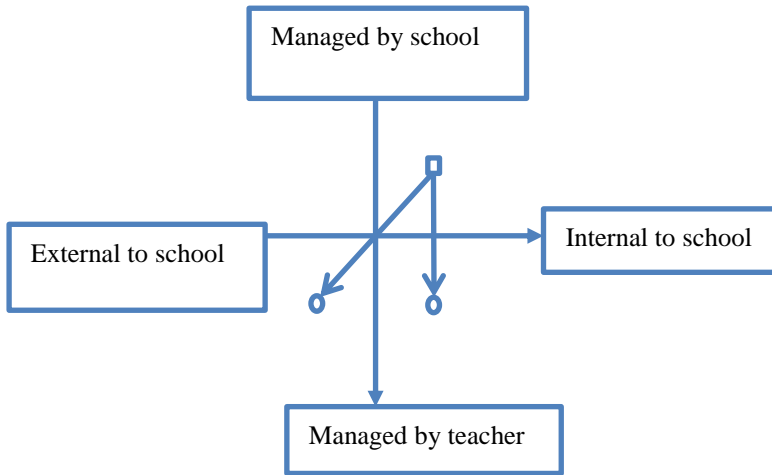 Managed by school
External to school
Internal to school
Managed by teacher